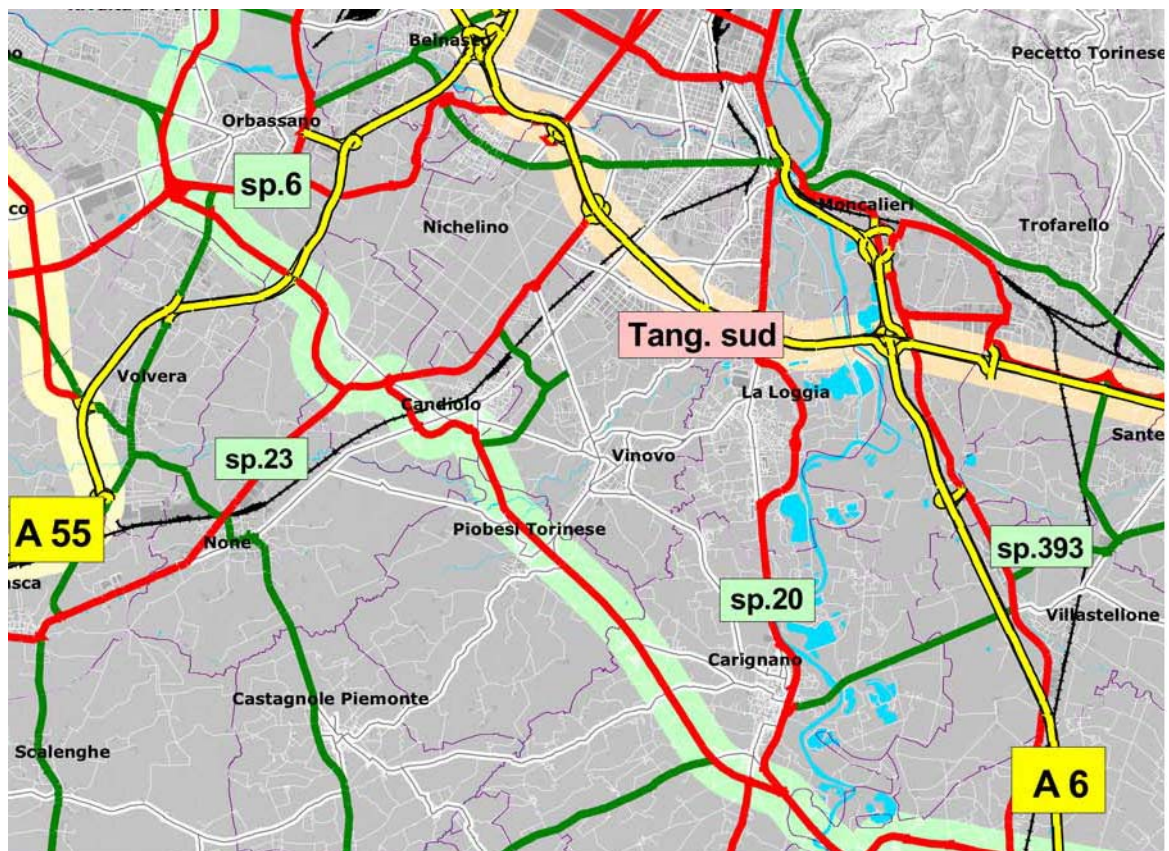 Beinasco
Pecetto Torinese
Orbassano
sp.6
Nichelino
Moncalieri
Trofarello
Tang. sud
Volvera
Candiolo
La Loggia
Sante
sp.23
Vinovo
A 55
None
Piobesi Torinese
sp.393
sp.20
Villastellone
Carignano
Castagnole Piemonte
Scalenghe
A 6